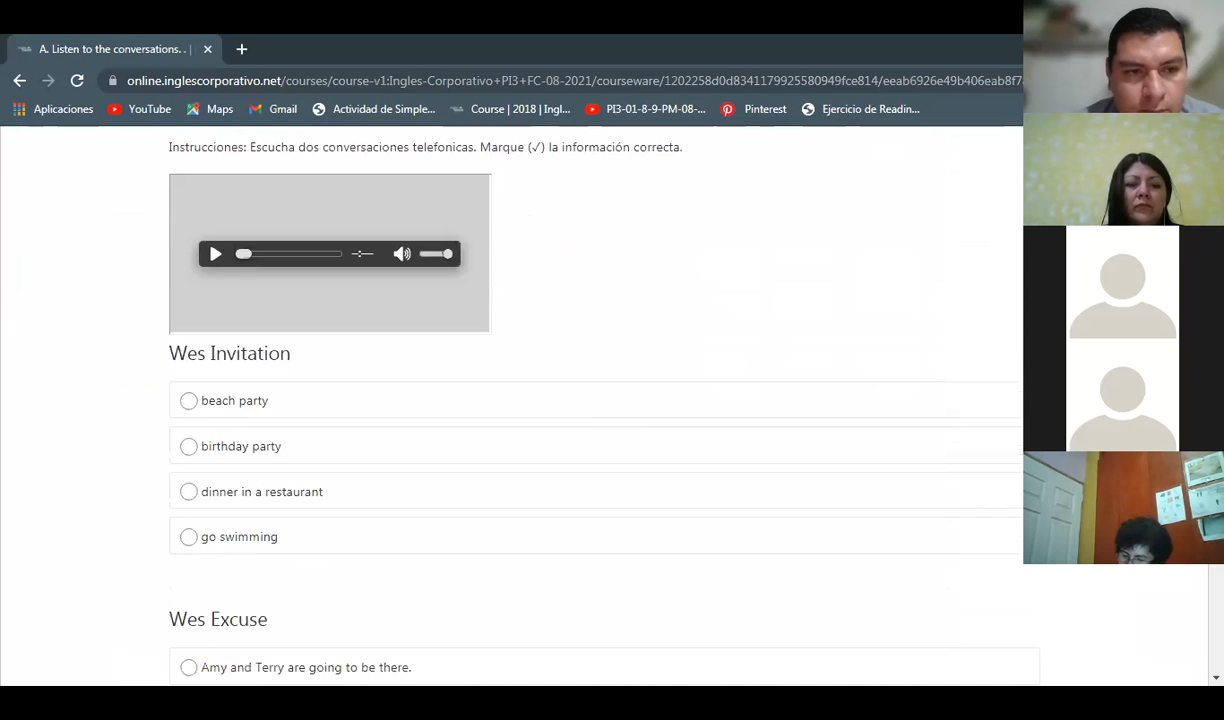 A. Listen to the conversations. . |
online.inglescorporativo.net/courses/course-v1:Ingles-Corporativo+PI3+FC-08-2021/courseware/1202258d0d8341179925580949fce814/eeab6926e49b406eab8f7
Aplicaciones YouTube Maps Gmail Actividad de Simple... Course | 2018 | Ingl... PI3-01-8-9-PM-08-... Pinterest Ejercicio de Readin...
Instrucciones: Escucha dos conversaciones telefonicas. Marque (✓) la información correcta.
Wes Invitation
beach party
birthday party
dinner in a restaurant
go swimming
Wes Excuse
Amy and Terry are going to be there.